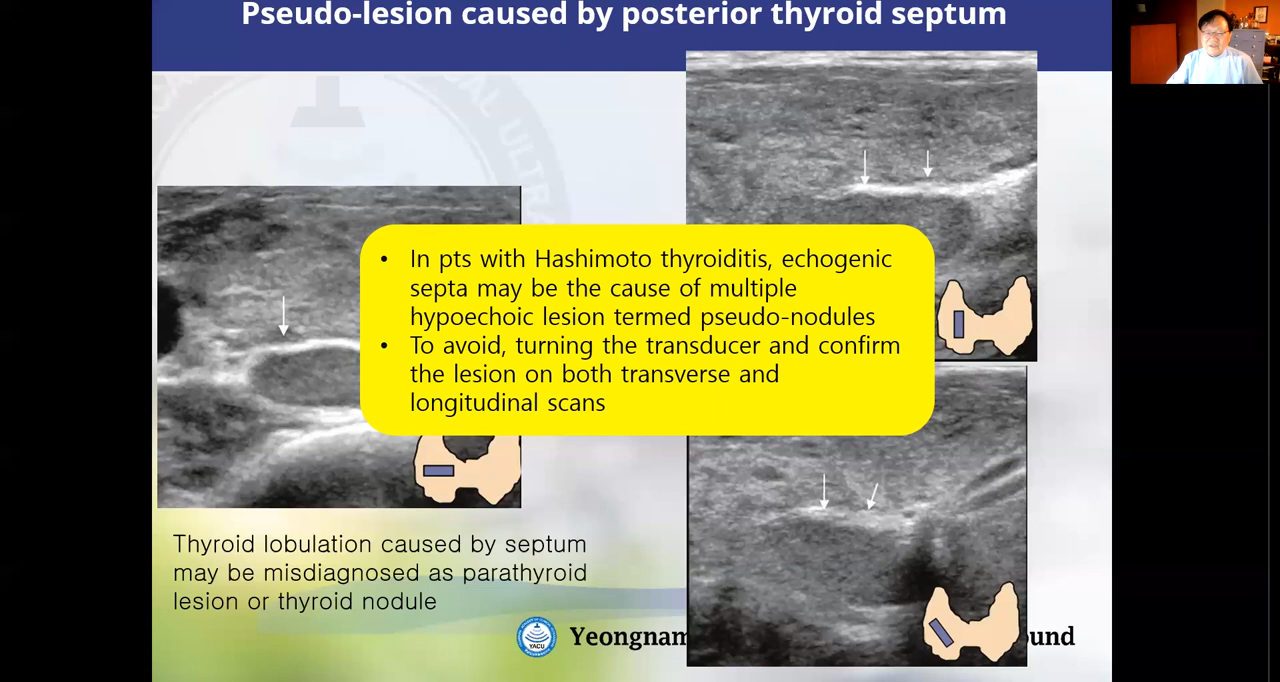 Pseudo-lesion caused by posterior thyroid septum
• In pts with Hashimoto thyroiditis, echogenic
septa may be the cause of multiple
hypoechoic lesion termed pseudo-nodules
• To avoid, turning the transducer and confirm
the lesion on both transverse and
longitudinal scans
Thyroid lobulation caused by septum
may be misdiagnosed as parathyroid
lesion or thyroid nodule
YACU